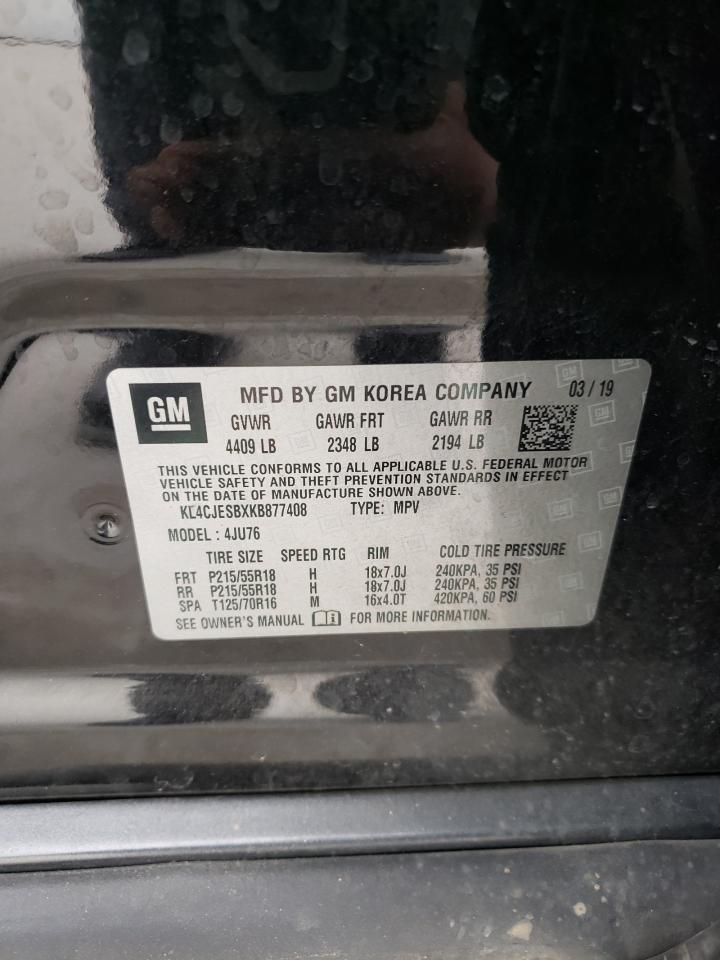 GM MFD BY GM KOREA COMPANY 03/19
GVWR GAWR FRT GAWR RR
4409 LB 2348 LB 2194 LB
THIS VEHICLE CONFORMS TO ALL APPLICABLE U.S. FEDERAL MOTOR
VEHICLE SAFETY AND THEFT PREVENTION STANDARDS IN EFFECT
ON THE DATE OF MANUFACTURE SHOWN ABOVE.
KL4CJESBXKB877408 TYPE: MPV
MODEL: 4JU76
TIRE SIZE SPEED RTG RIM COLD TIRE PRESSURE
FRT P215/55R18 H 18x7.0J 240KPA, 35 PSI
RR P215/55R18 H 18x7.0J 240KPA, 35 PSI
SPA T125/70R16 M 16x4.0T 420KPA, 60 PSI
SEE OWNER'S MANUAL FOR MORE INFORMATION.